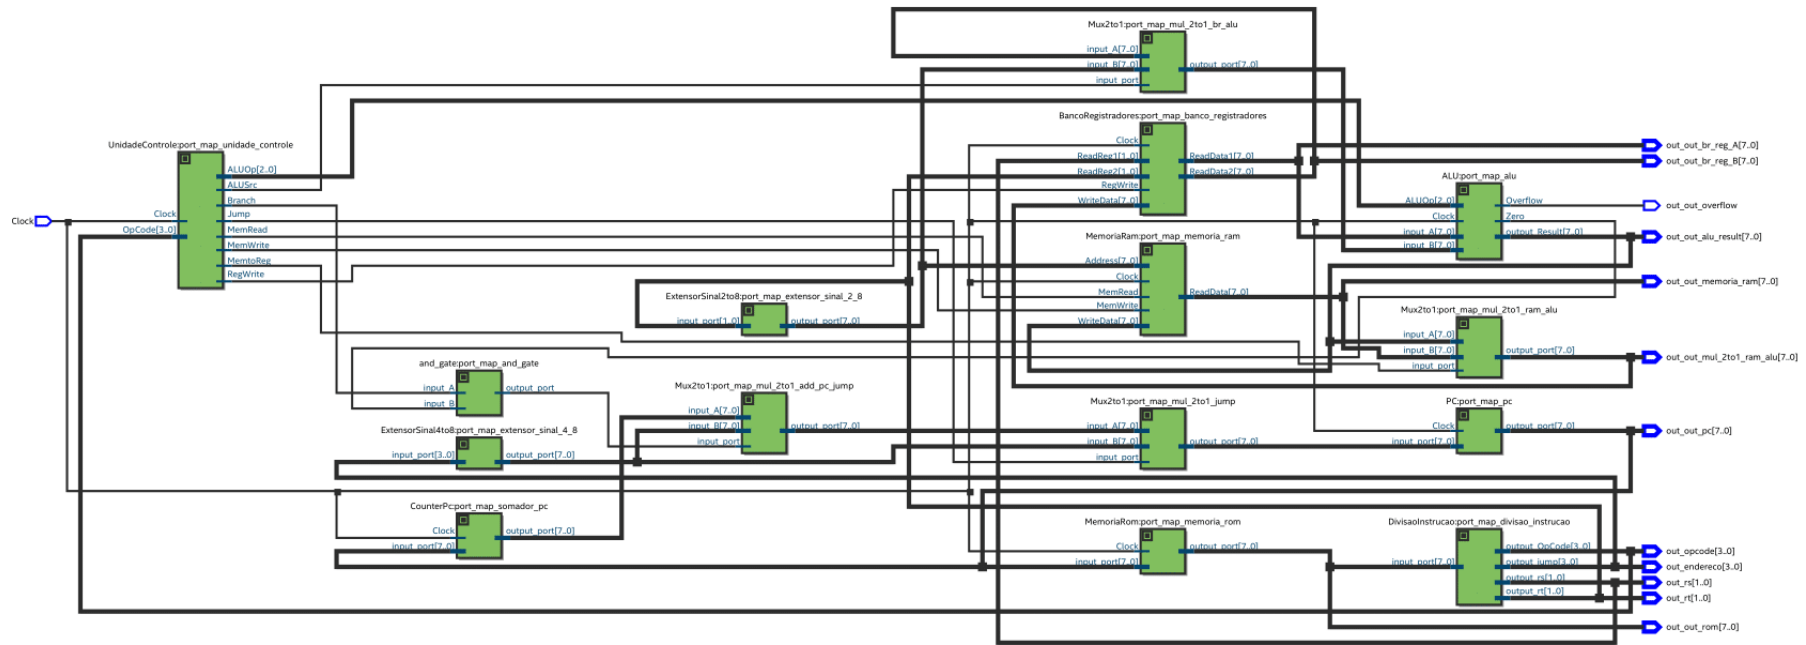 Mux2to1:port_map_mul_2to1_br_alu
input_A[7..0]
input_B[7..0]
input_port
output_port[7..0]
BancoRegistradores:port_map_banco_registradores
Clock
ReadReg1[1..0]
ReadReg2[1..0]
RegWrite
WriteData[7..0]
ReadData1[7..0]
ReadData2[7..0]
UnidadeControle:port_map_unidade_controle
Clock
OpCode[3..0]
ALUOp[2..0]
ALUSrc
Branch
Jump
MemRead
MemWrite
MemtoReg
RegWrite
Clock
ALU:port_map_alu
ALUOp[2..0]
Clock
input_A[7..0]
input_B[7..0]
Overflow
Zero
output_Result[7..0]
out_out_br_reg_A[7..0]
out_out_br_reg_B[7..0]
out_out_overflow
out_out_alu_result[7..0]
MemoriaRam:port_map_memoria_ram
Address[7..0]
Clock
MemRead
MemWrite
WriteData[7..0]
ReadData[7..0]
out_out_memoria_ram[7..0]
ExtensorSinal2to8:port_map_extensor_sinal_2_8
input_port[1..0]
output_port[7..0]
Mux2to1:port_map_mul_2to1_ram_alu
input_A[7..0]
input_B[7..0]
input_port
output_port[7..0]
out_out_mul_2to1_ram_alu[7..0]
and_gate:port_map_and_gate
input_A
input_B
output_port
Mux2to1:port_map_mul_2to1_add_pc_jump
input_A[7..0]
input_B[7..0]
input_port
output_port[7..0]
Mux2to1:port_map_mul_2to1_jump
input_A[7..0]
input_B[7..0]
input_port
output_port[7..0]
PC:port_map_pc
Clock
input_port[7..0]
output_port[7..0]
out_out_pc[7..0]
ExtensorSinal4to8:port_map_extensor_sinal_4_8
input_port[3..0]
output_port[7..0]
CounterPc:port_map_somador_pc
Clock
input_port[7..0]
output_port[7..0]
MemoriaRom:port_map_memoria_rom
Clock
input_port[7..0]
output_port[7..0]
DivisaoInstrucao:port_map_divisao_instrucao
input_port[7..0]
output_OpCode[3..0]
output_jump[3..0]
output_rs[1..0]
output_rt[1..0]
out_opcode[3..0]
out_endereco[3..0]
out_rs[1..0]
out_rt[1..0]
out_out_rom[7..0]